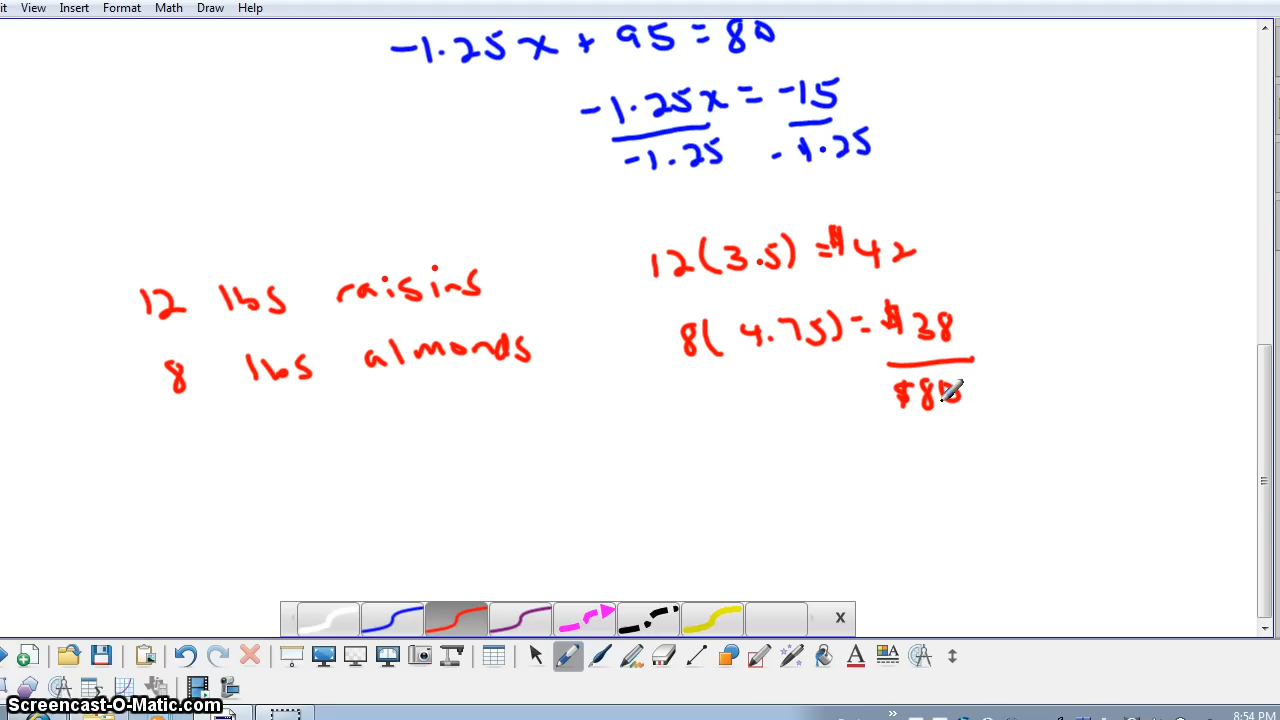 it View Insert Format Math Draw Help
-1.25x + 95 = 80
-1.25x = -15
-1.25 -1.25
12(3.5) = $42
12 lbs raisins
8(4.75) = $38
8 lbs almonds
$80
x
A
Screencast-O-Matic.com
8:54 PM